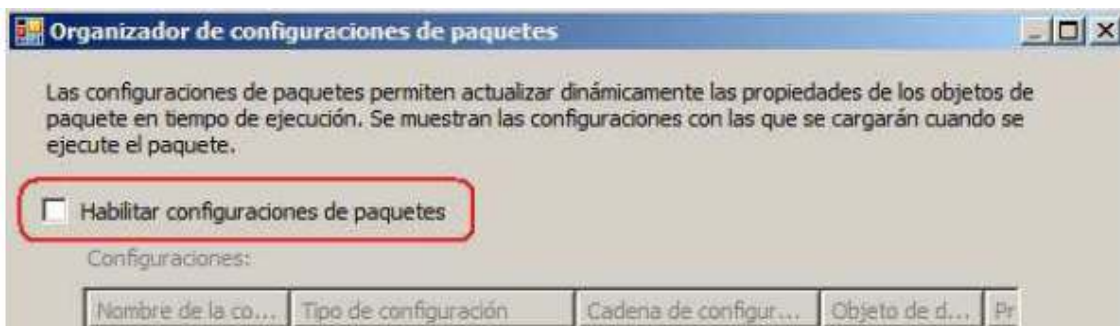 Organizador de configuraciones de paquetes
Las configuraciones de paquetes permiten actualizar dinámicamente las propiedades de los objetos de
paquete en tiempo de ejecución. Se muestran las configuraciones con las que se cargarán cuando se
ejecute el paquete.
Habilitar configuraciones de paquetes
Configuraciones:
Nombre de la co... Tipo de configuración Cadena de configur... Objeto de d... Pr